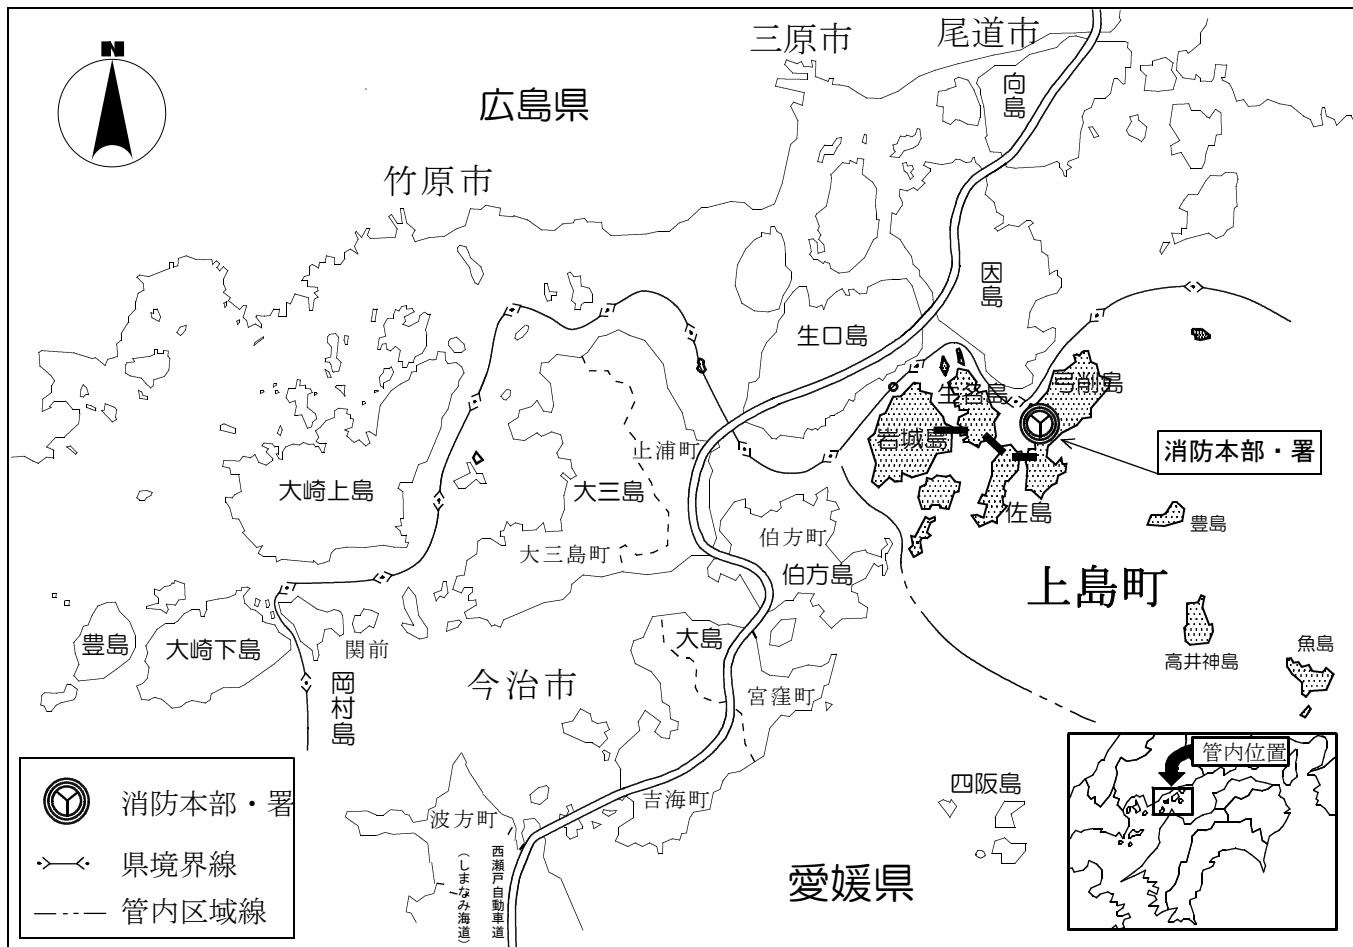 N
三原市
尾道市
向島
広島県
竹原市
因島
生口島
弓削島
生名島
岩城島
上浦町
消防本部・署
大崎上島
大三島
佐島
豊島
伯方町
大三島町
伯方島
上島町
豊島
大崎下島
関前
大島
高井神島
魚島
岡村島
今治市
宮窪町
管内位置
四阪島
吉海町
波方町
西瀬戸自動車道
（しまなみ海道）
愛媛県
消防本部・署
県境界線
管内区域線